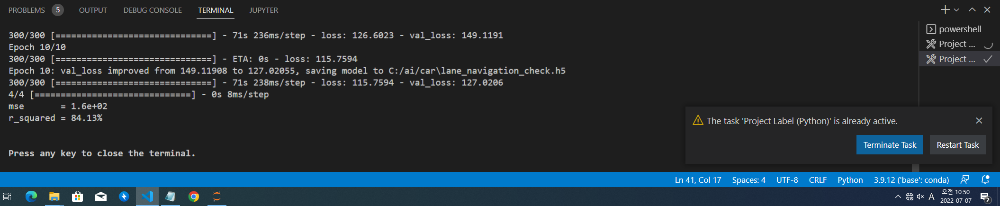 PROBLEMS 5 OUTPUT DEBUG CONSOLE TERMINAL JUPYTER
300/300 [==============================] - 71s 236ms/step - loss: 126.6023 - val_loss: 149.1191
Epoch 10/10
300/300 [==============================] - ETA: 0s - loss: 115.7594
Epoch 10: val_loss improved from 149.11908 to 127.02055, saving model to C:/ai/car\lane_navigation_check.h5
300/300 [==============================] - 71s 238ms/step - loss: 115.7594 - val_loss: 127.0206
4/4 [==============================] - 0s 8ms/step
mse       = 1.6e+02
r_squared = 84.13%
Press any key to close the terminal.
powershell
Project ...
Project ...
The task 'Project Label (Python)' is already active.
Terminate Task Restart Task
Ln 41, Col 17 Spaces: 4 UTF-8 CRLF Python 3.9.12 ('base': conda)
A
오전 10:50
2022-07-07
2